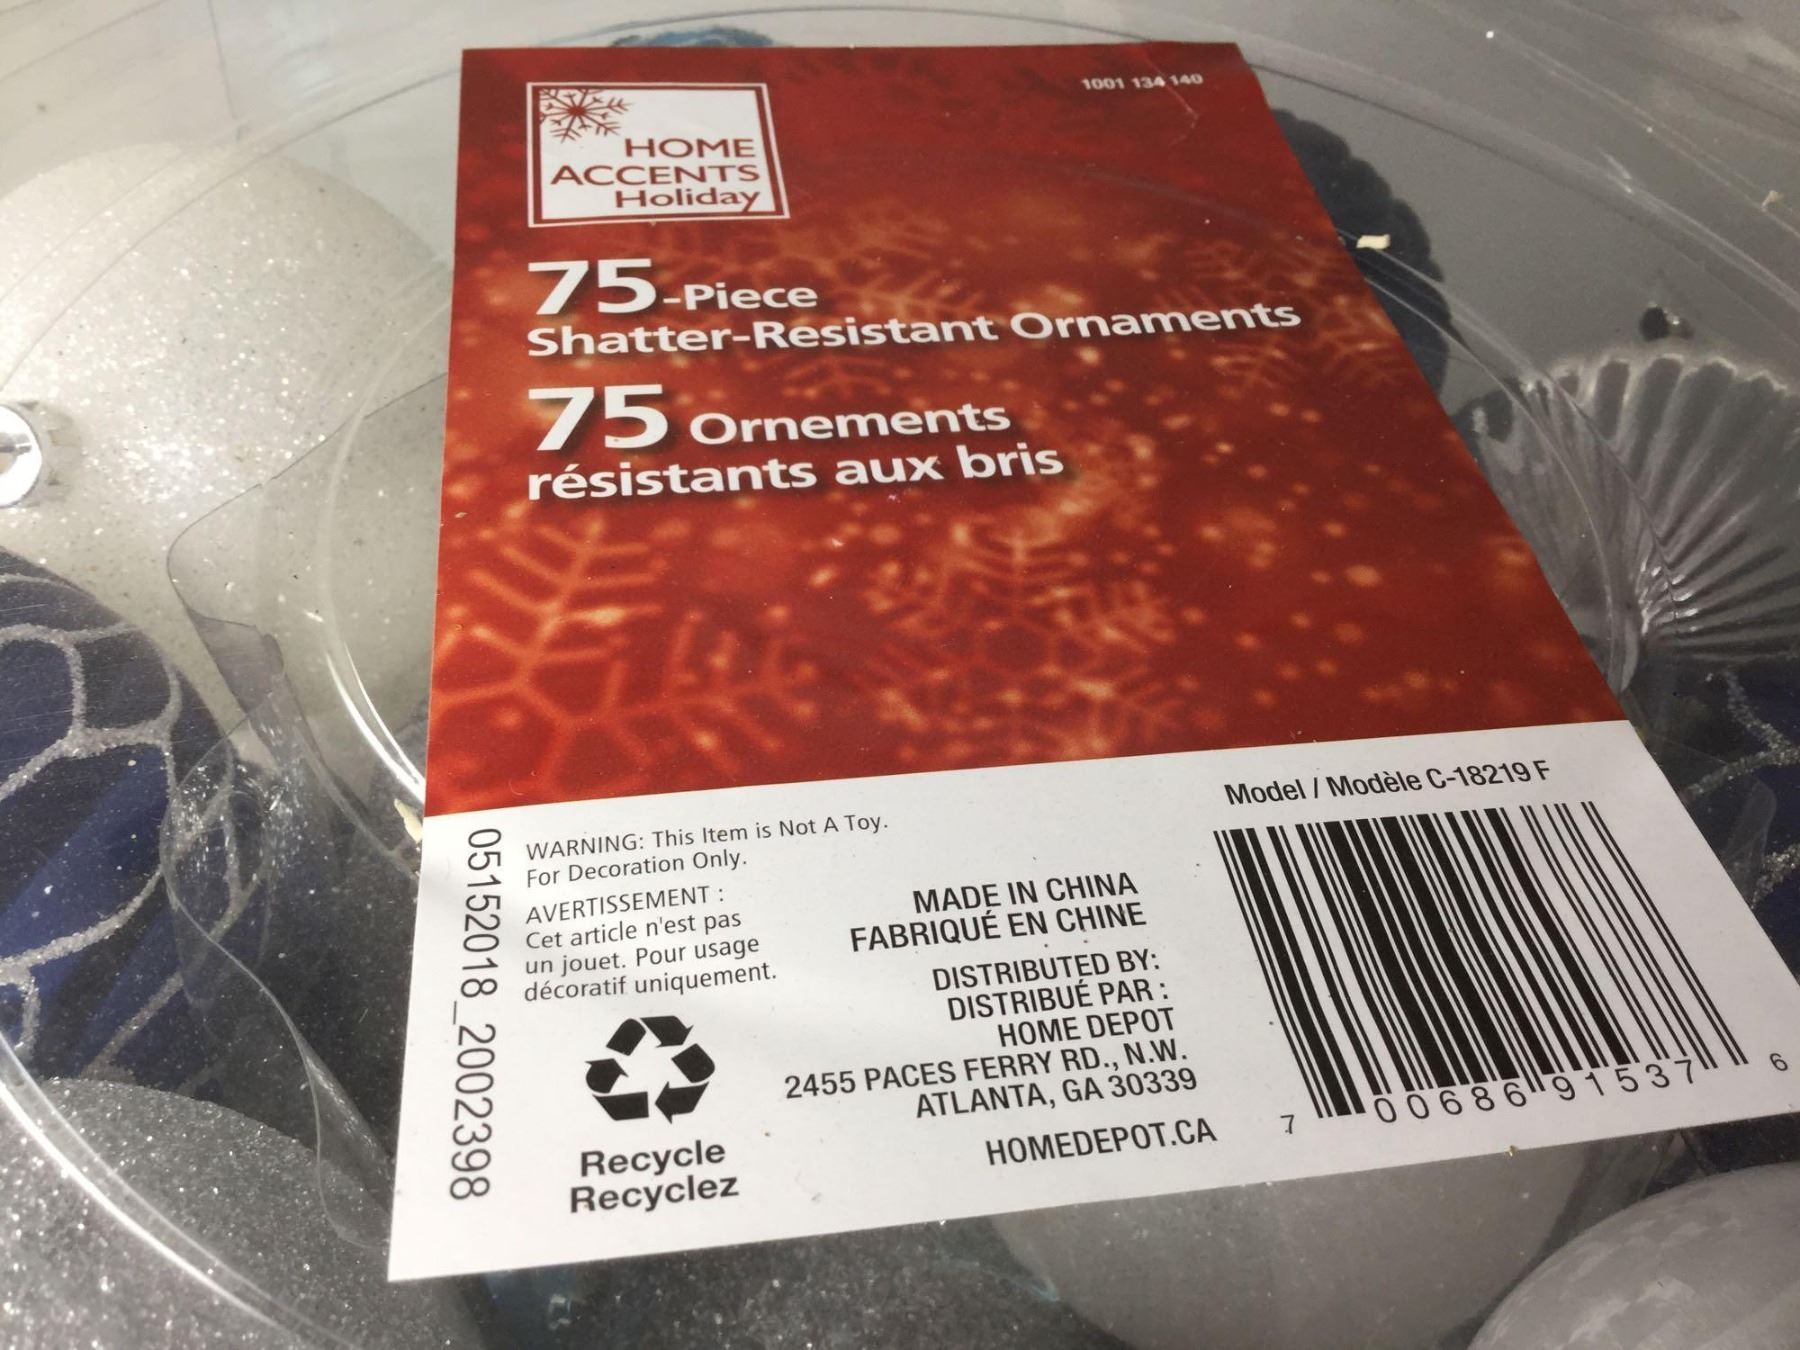 1001 134 140
HOME
ACCENTS
Holiday
75-Piece
Shatter-Resistant Ornaments
75 Ornements
résistants aux bris
05152018_2002398
WARNING: This Item is Not A Toy.
For Decoration Only.
AVERTISSEMENT :
Cet article n'est pas
un jouet. Pour usage
décoratif uniquement.
Recycle
Recyclez
MADE IN CHINA
FABRIQUÉ EN CHINE
DISTRIBUTED BY:
DISTRIBUÉ PAR :
HOME DEPOT
2455 PACES FERRY RD., N.W.
ATLANTA, GA 30339
HOMEDEPOT.CA
Model / Modèle C-18219 F
7 00686 91537 6